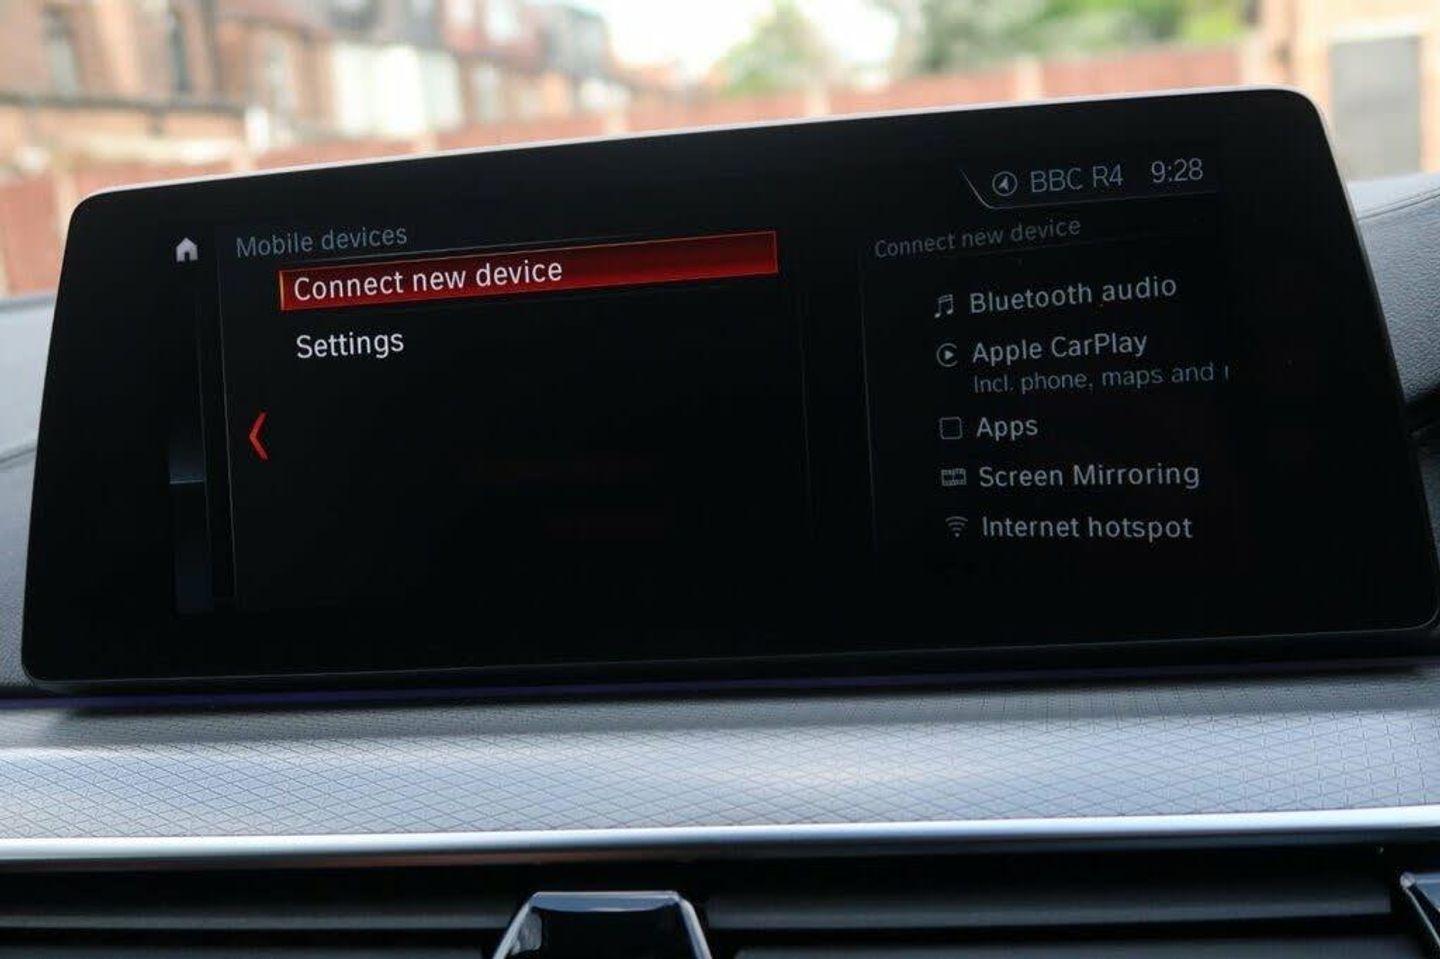 BBC R4 9:28
Mobile devices
Connect new device
Settings
Connect new device
Bluetooth audio
Apple CarPlay
Incl. phone, maps and
Apps
Screen Mirroring
Internet hotspot